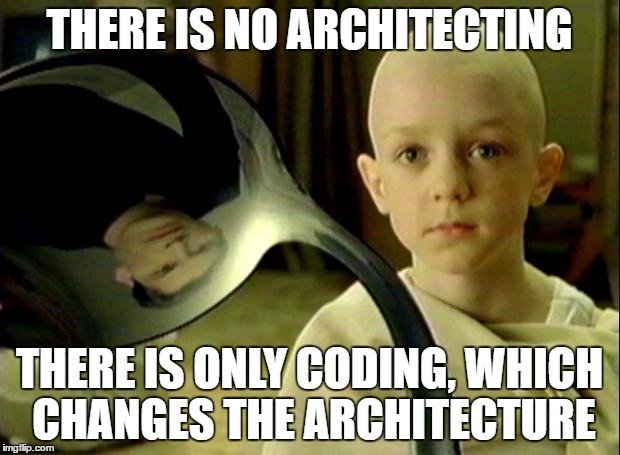 THERE IS NO ARCHITECTING
THERE IS ONLY CODING, WHICH
CHANGES THE ARCHITECTURE
imgflip.com